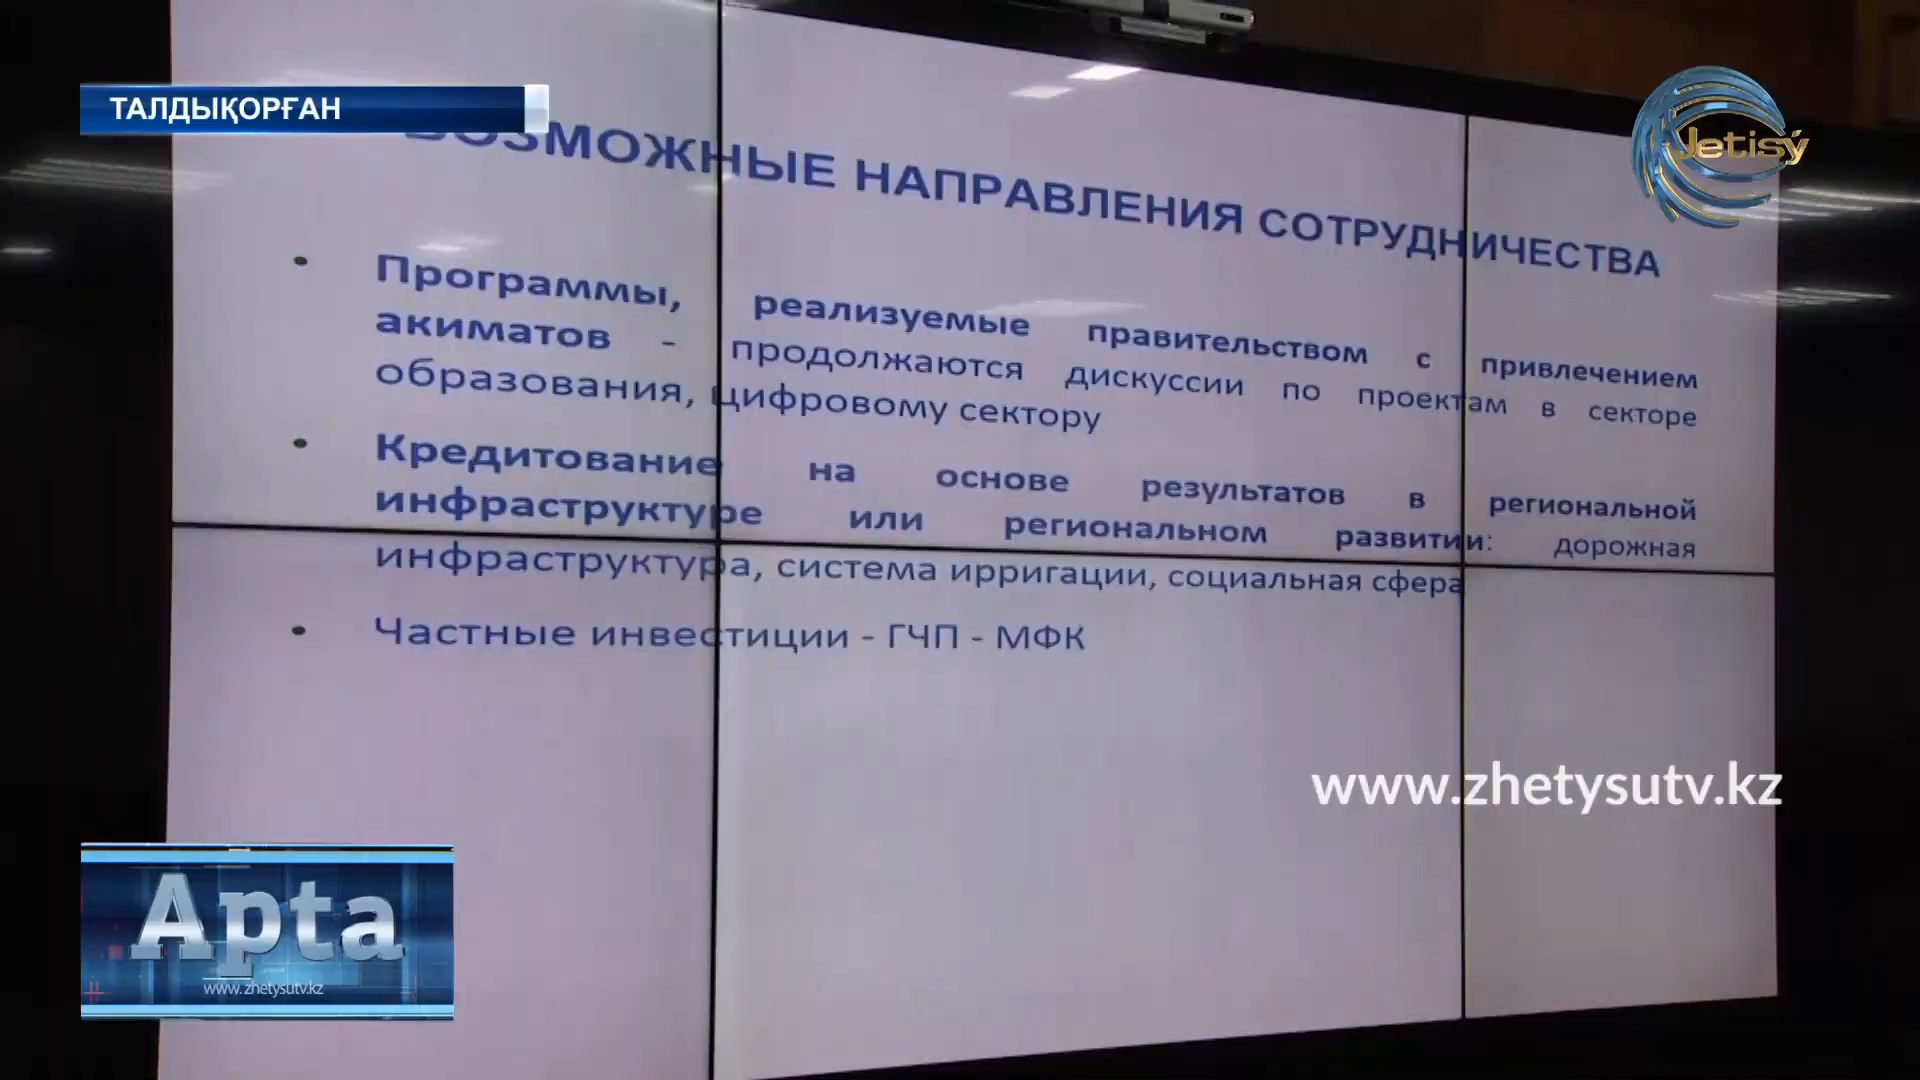 ТАЛДЫҚОРҒАН
Jetisý
ВОЗМОЖНЫЕ НАПРАВЛЕНИЯ СОТРУДНИЧЕСТВА
• Программы, реализуемые правительством с привлечением
акиматов - продолжаются дискуссии по проектам в секторе
образования, цифровому сектору
• Кредитование на основе результатов в региональной
инфраструктуре или региональном развитии: дорожная
инфраструктура, система ирригации, социальная сфера
• Частные инвестиции - ГЧП - МФК
www.zhetysutv.kz
Apta
www.zhetysutv.kz